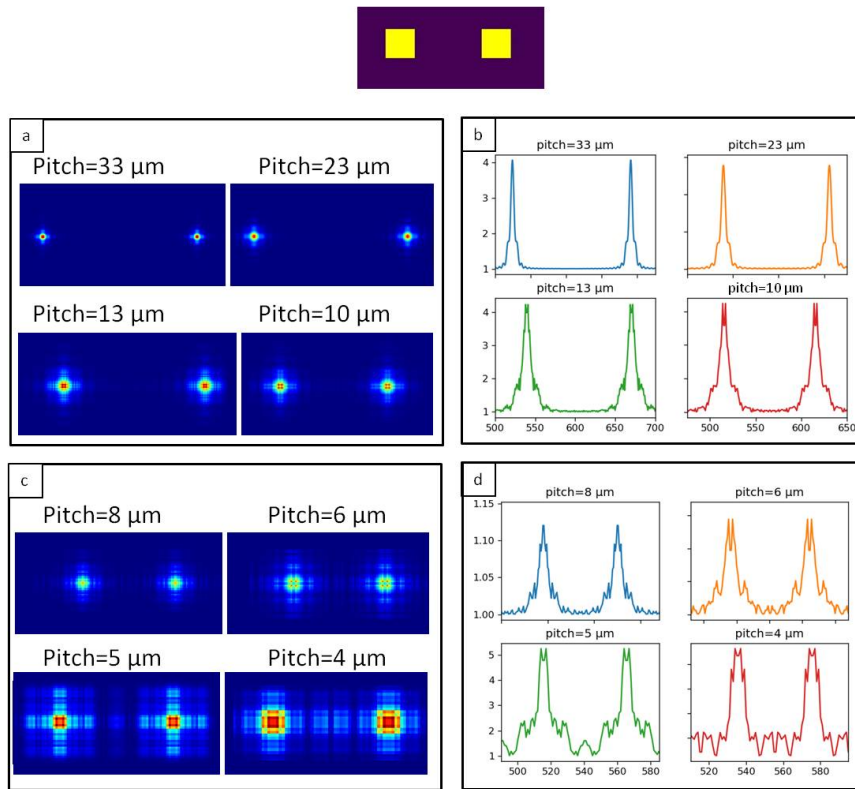 a
Pitch=33 μm
Pitch=23 μm
Pitch=13 μm
Pitch=10 μm
b
pitch=33 μm
pitch=23 μm
4
3
2
1
pitch=13 μm
pitch=10 μm
4
3
2
1
500 550 600 650 700
500 550 600 650
c
Pitch=8 μm
Pitch=6 μm
Pitch=5 μm
Pitch=4 μm
d
pitch=8 μm
pitch=6 μm
1.15
1.10
1.05
1.00
pitch=5 μm
pitch=4 μm
5
4
3
2
1
500 520 540 560 580
520 540 560 580